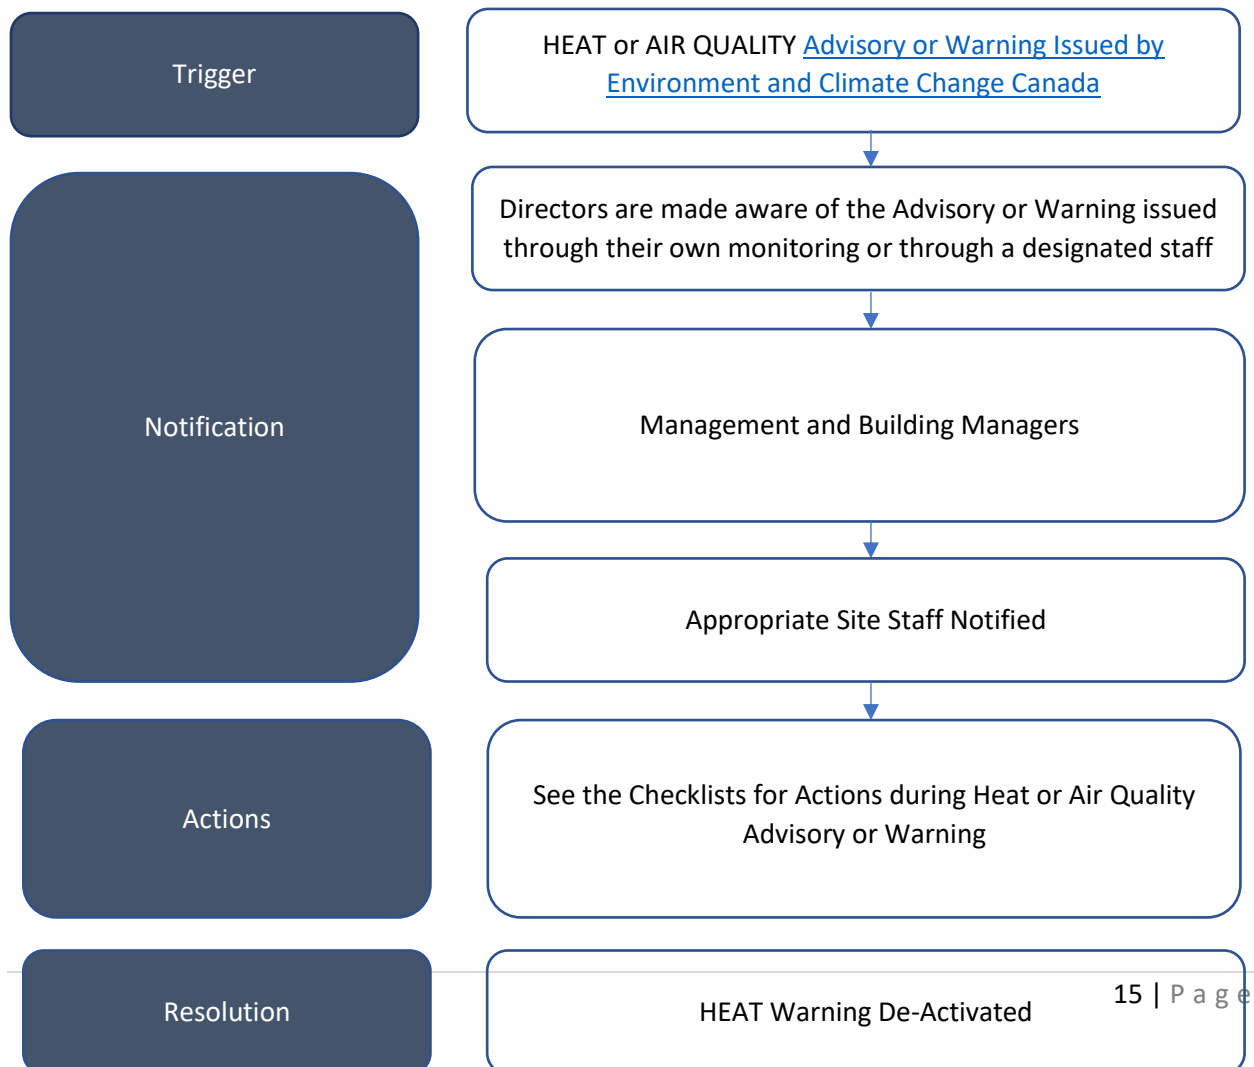 Trigger
HEAT or AIR QUALITY Advisory or Warning Issued by
Environment and Climate Change Canada
Notification
Directors are made aware of the Advisory or Warning issued
through their own monitoring or through a designated staff
Management and Building Managers
Appropriate Site Staff Notified
Actions
See the Checklists for Actions during Heat or Air Quality
Advisory or Warning
Resolution
HEAT Warning De-Activated
15 | Page